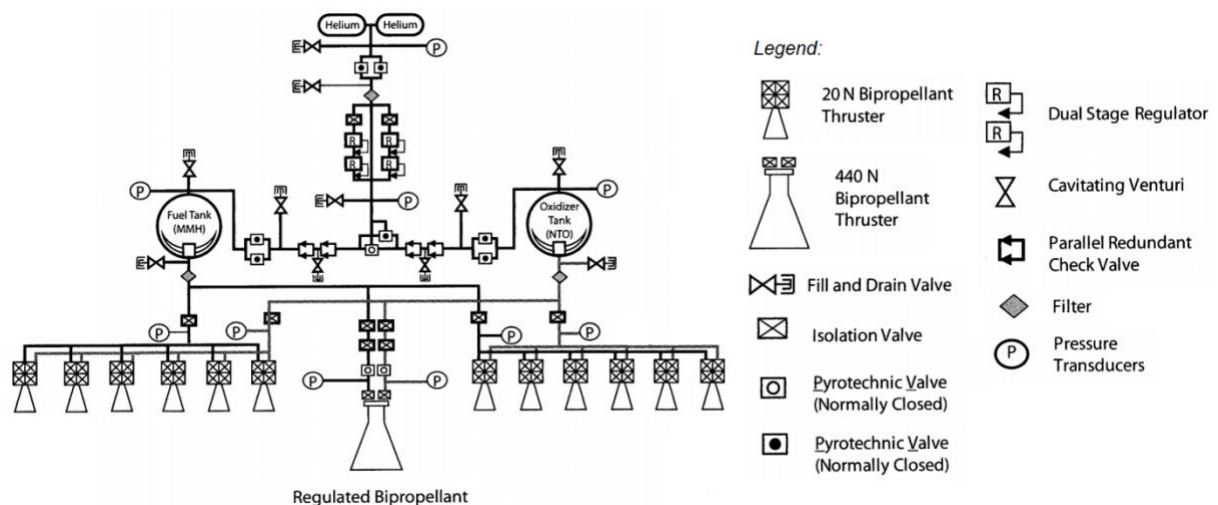 Helium Helium
P
R R
R R
P
P
Fuel Tank
(MMH)
Oxidizer
Tank
(NTO)
P
P P P P
P P
Regulated Bipropellant
Legend:
20 N Bipropellant
Thruster
440 N
Bipropellant
Thruster
Fill and Drain Valve
Isolation Valve
Pyrotechnic Valve
(Normally Closed)
Pyrotechnic Valve
(Normally Closed)
R
R
Dual Stage Regulator
Cavitating Venturi
Parallel Redundant
Check Valve
Filter
P
Pressure
Transducers